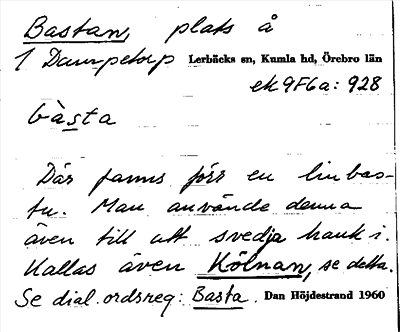 Bastan, plats å
1 Dampetorp Lerbäcks sn, Kumla hd, Örebro län
ek 9F6a: 928
bàsta
Där fanns förr en linbas-
tu. Man använde denna
även till att svedja hank i.
Kallas även Kölnan, se detta.
Se dial. ordsreg: Basta. Dan Höjdestrand 1960